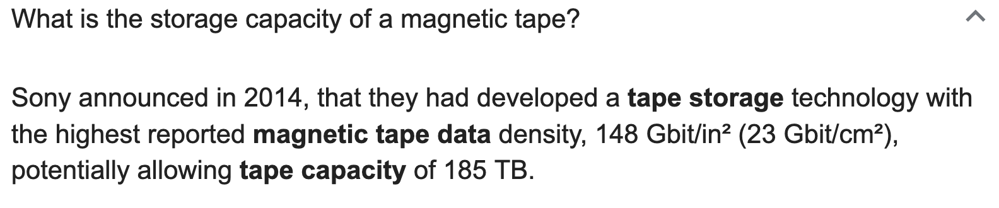 What is the storage capacity of a magnetic tape?
Sony announced in 2014, that they had developed a tape storage technology with
the highest reported magnetic tape data density, 148 Gbit/in² (23 Gbit/cm²),
potentially allowing tape capacity of 185 TB.